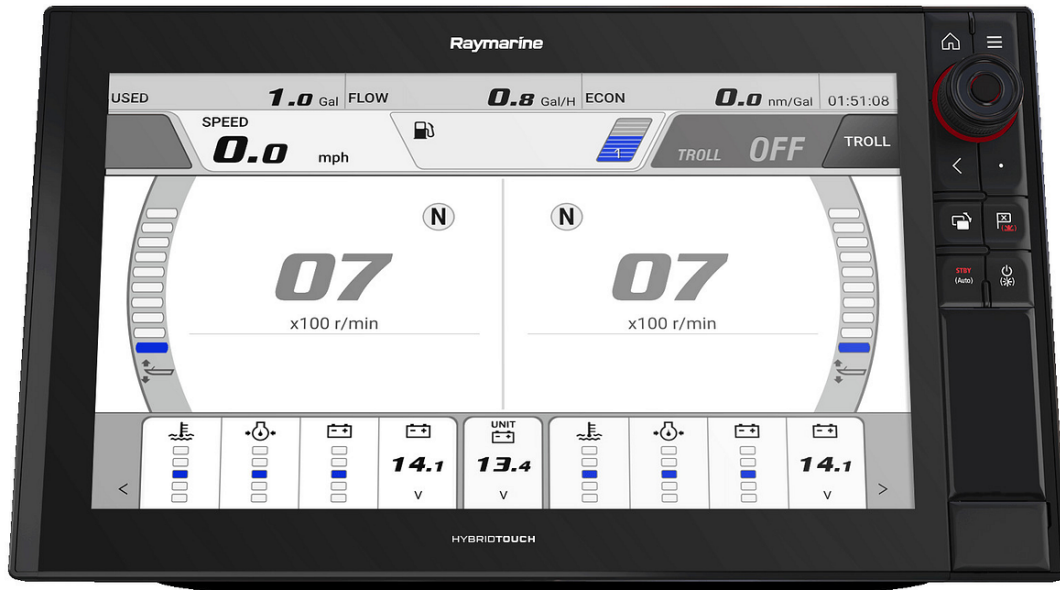 Raymarine
USED 1.0 Gal FLOW 0.8 Gal/H ECON 0.0 nm/Gal 01:51:08
SPEED
0.0 mph
1
TROLL OFF TROLL
N N
07 07
x100 r/min x100 r/min
UNIT
14.1 13.4 14.1
V V V
< >
STBY
(Auto)
HYBRIDTOUCH